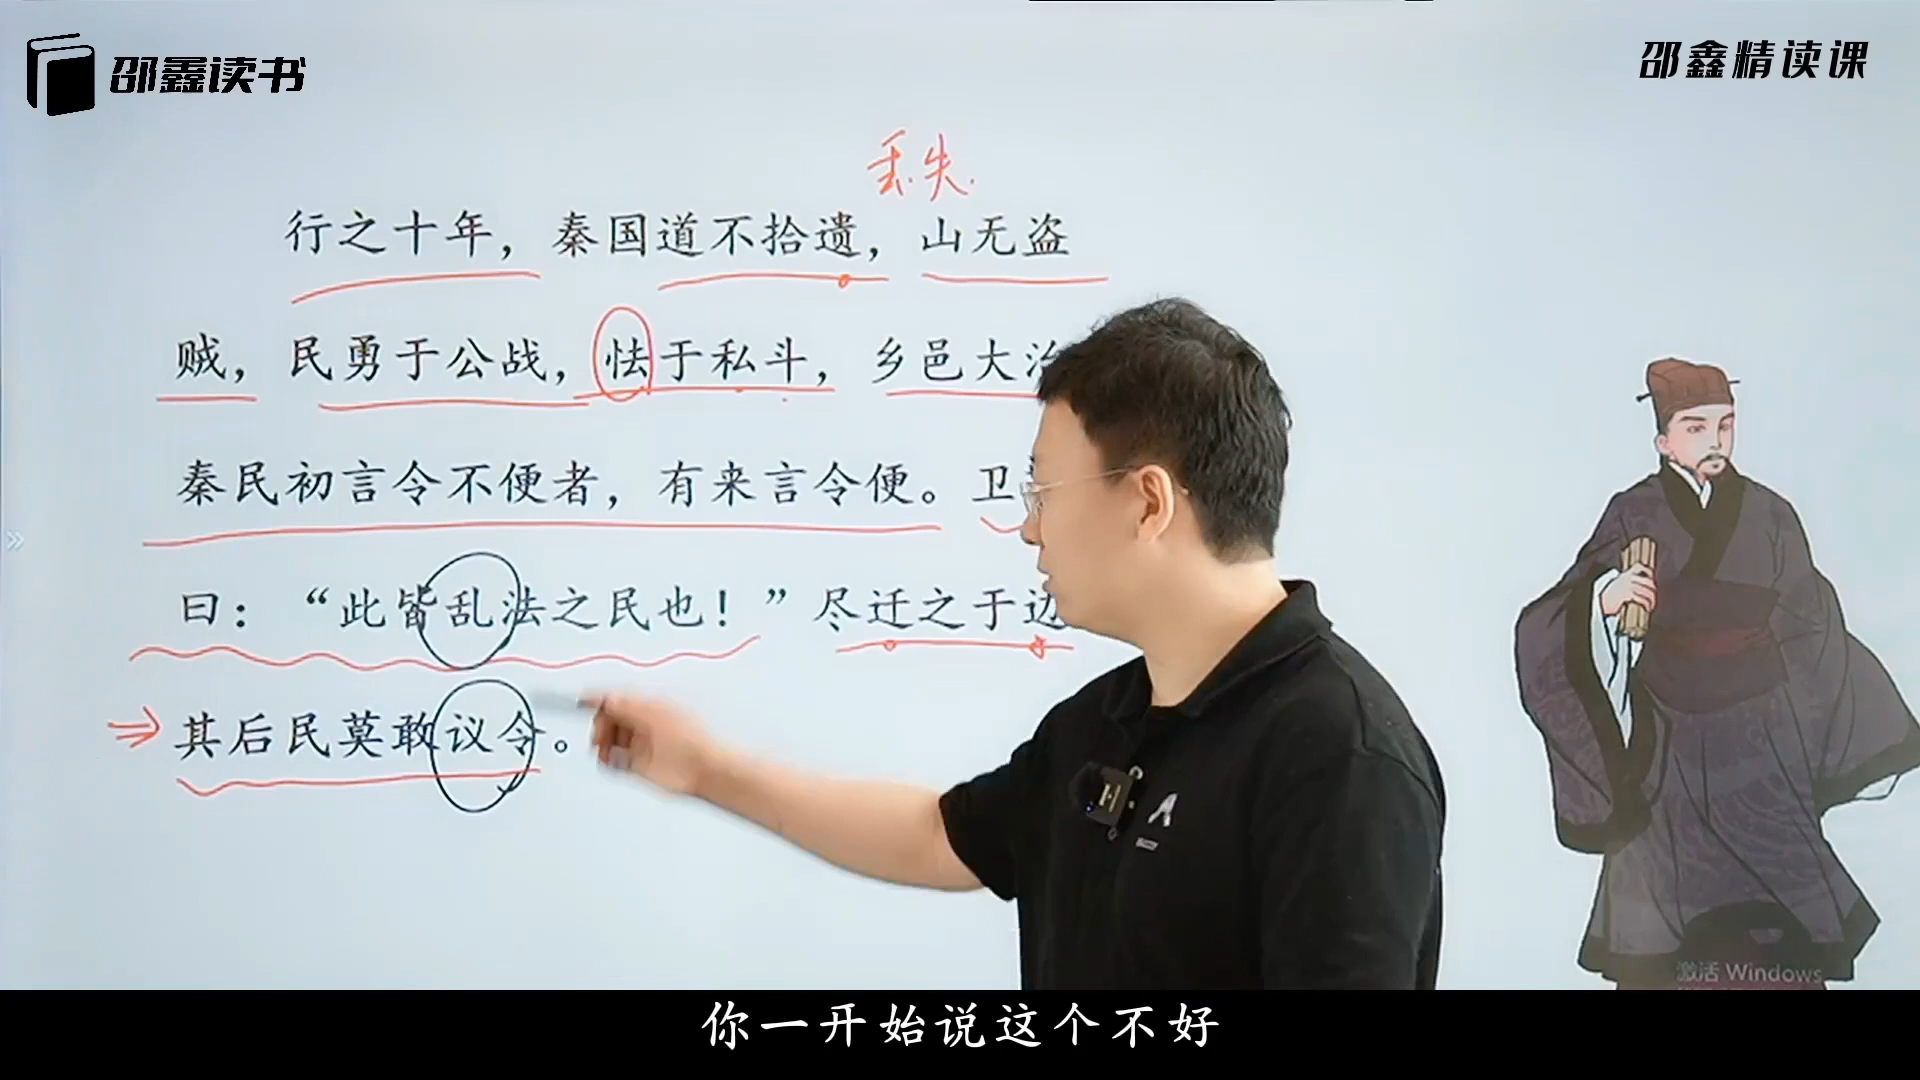 邵鑫读书
邵鑫精读课
丢失
行之十年，秦国道不拾遗，山无盗
贼，民勇于公战，怯于私斗，乡邑大治
秦民初言令不便者，有来言令便。卫
曰：“此皆乱法之民也！”尽迁之于边
其后民莫敢议令。
激活 Windows
你一开始说这个不好